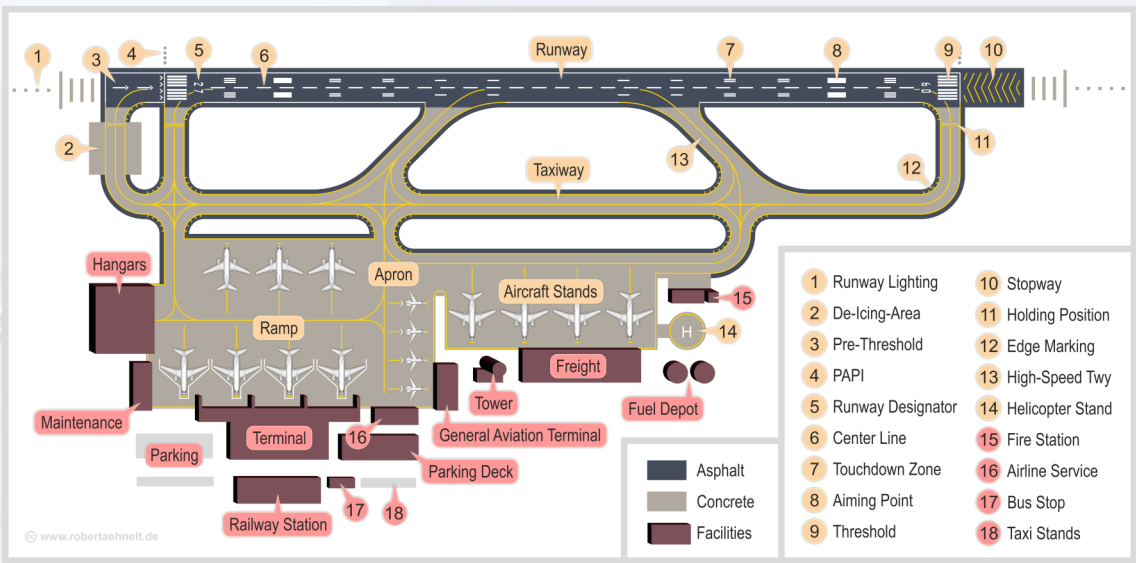 1
3
4
5
6
Runway
7
8
9
10
27
09
2
11
13
12
Taxiway
Hangars
Apron
Aircraft Stands
15
Ramp
H
14
Freight
Tower
Fuel Depot
Maintenance
Terminal
16
General Aviation Terminal
Parking
Parking Deck
Railway Station
17
18
Asphalt
Concrete
Facilities
1 Runway Lighting
2 De-Icing-Area
3 Pre-Threshold
4 PAPI
5 Runway Designator
6 Center Line
7 Touchdown Zone
8 Aiming Point
9 Threshold
10 Stopway
11 Holding Position
12 Edge Marking
13 High-Speed Twy
14 Helicopter Stand
15 Fire Station
16 Airline Service
17 Bus Stop
18 Taxi Stands
cc www.robertaehnelt.de